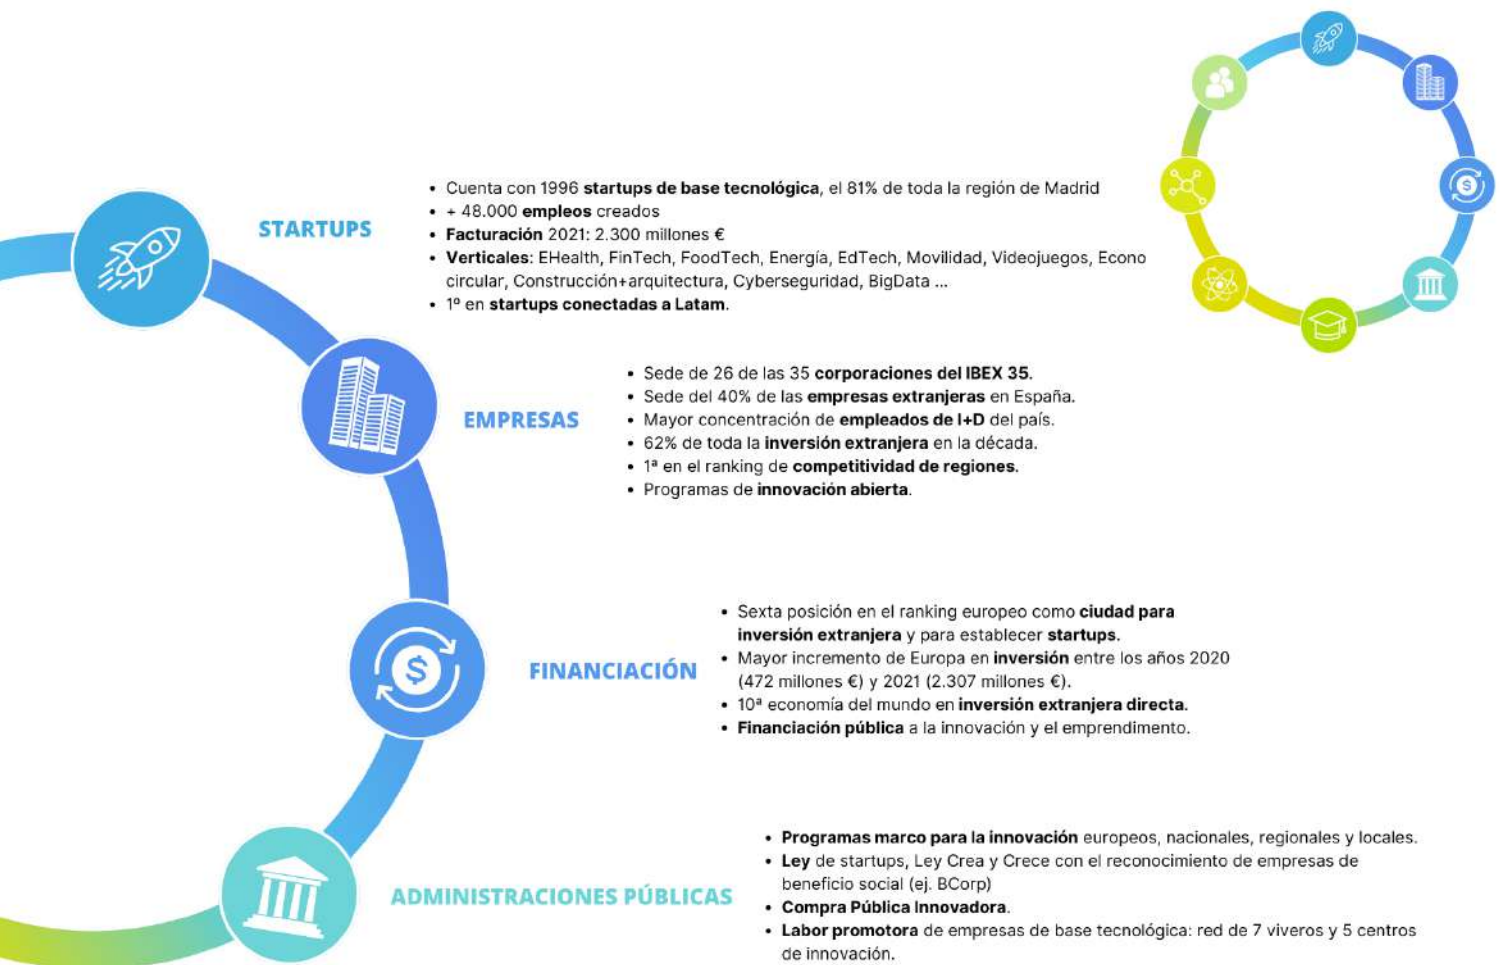 STARTUPS
• Cuenta con 1996 startups de base tecnológica, el 81% de toda la región de Madrid
• + 48.000 empleos creados
• Facturación 2021: 2.300 millones €
• Verticales: EHealth, FinTech, FoodTech, Energía, EdTech, Movilidad, Videojuegos, Econo
circular, Construcción+arquitectura, Cyberseguridad, BigData ...
• 1º en startups conectadas a Latam.
EMPRESAS
• Sede de 26 de las 35 corporaciones del IBEX 35.
• Sede del 40% de las empresas extranjeras en España.
• Mayor concentración de empleados de I+D del país.
• 62% de toda la inversión extranjera en la década.
• 1ª en el ranking de competitividad de regiones.
• Programas de innovación abierta.
FINANCIACIÓN
• Sexta posición en el ranking europeo como ciudad para
inversión extranjera y para establecer startups.
• Mayor incremento de Europa en inversión entre los años 2020
(472 millones €) y 2021 (2.307 millones €).
• 10ª economía del mundo en inversión extranjera directa.
• Financiación pública a la innovación y el emprendimento.
ADMINISTRACIONES PÚBLICAS
• Programas marco para la innovación europeos, nacionales, regionales y locales.
• Ley de startups, Ley Crea y Crece con el reconocimiento de empresas de
beneficio social (ej. BCorp)
• Compra Pública Innovadora.
• Labor promotora de empresas de base tecnológica: red de 7 viveros y 5 centros
de innovación.